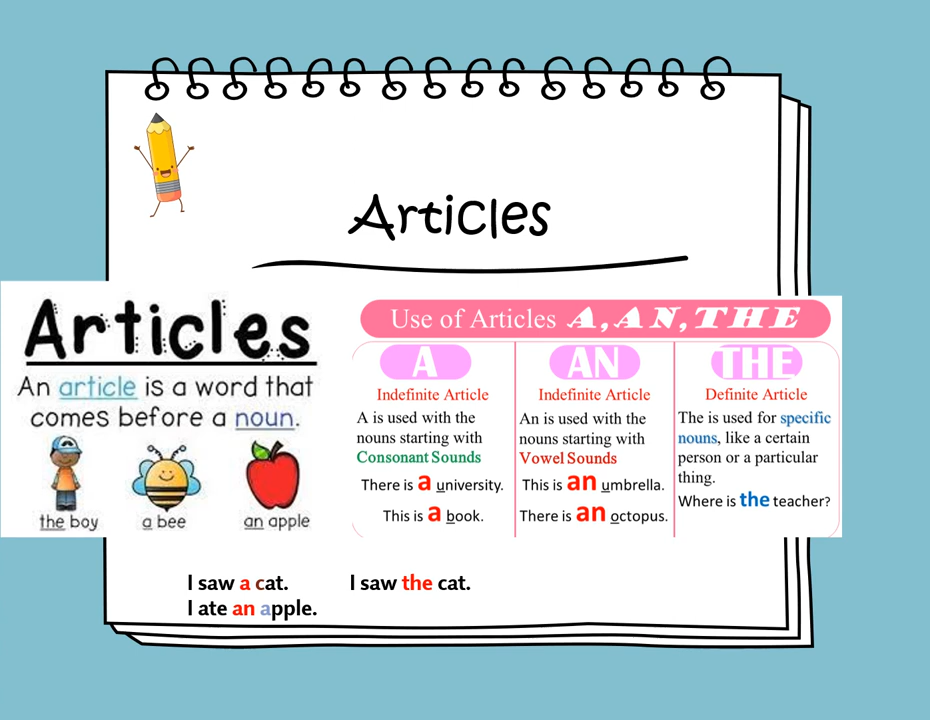 Articles
Articles
An article is a word that
comes before a noun.
the boy
a bee
an apple
Use of Articles A, AN, THE
A
Indefinite Article
A is used with the
nouns starting with
Consonant Sounds
There is a university.
This is a book.
AN
Indefinite Article
An is used with the
nouns starting with
Vowel Sounds
This is an umbrella.
There is an octopus.
THE
Definite Article
The is used for specific
nouns, like a certain
person or a particular
thing.
Where is the teacher?
I saw a cat.
I ate an apple.
I saw the cat.